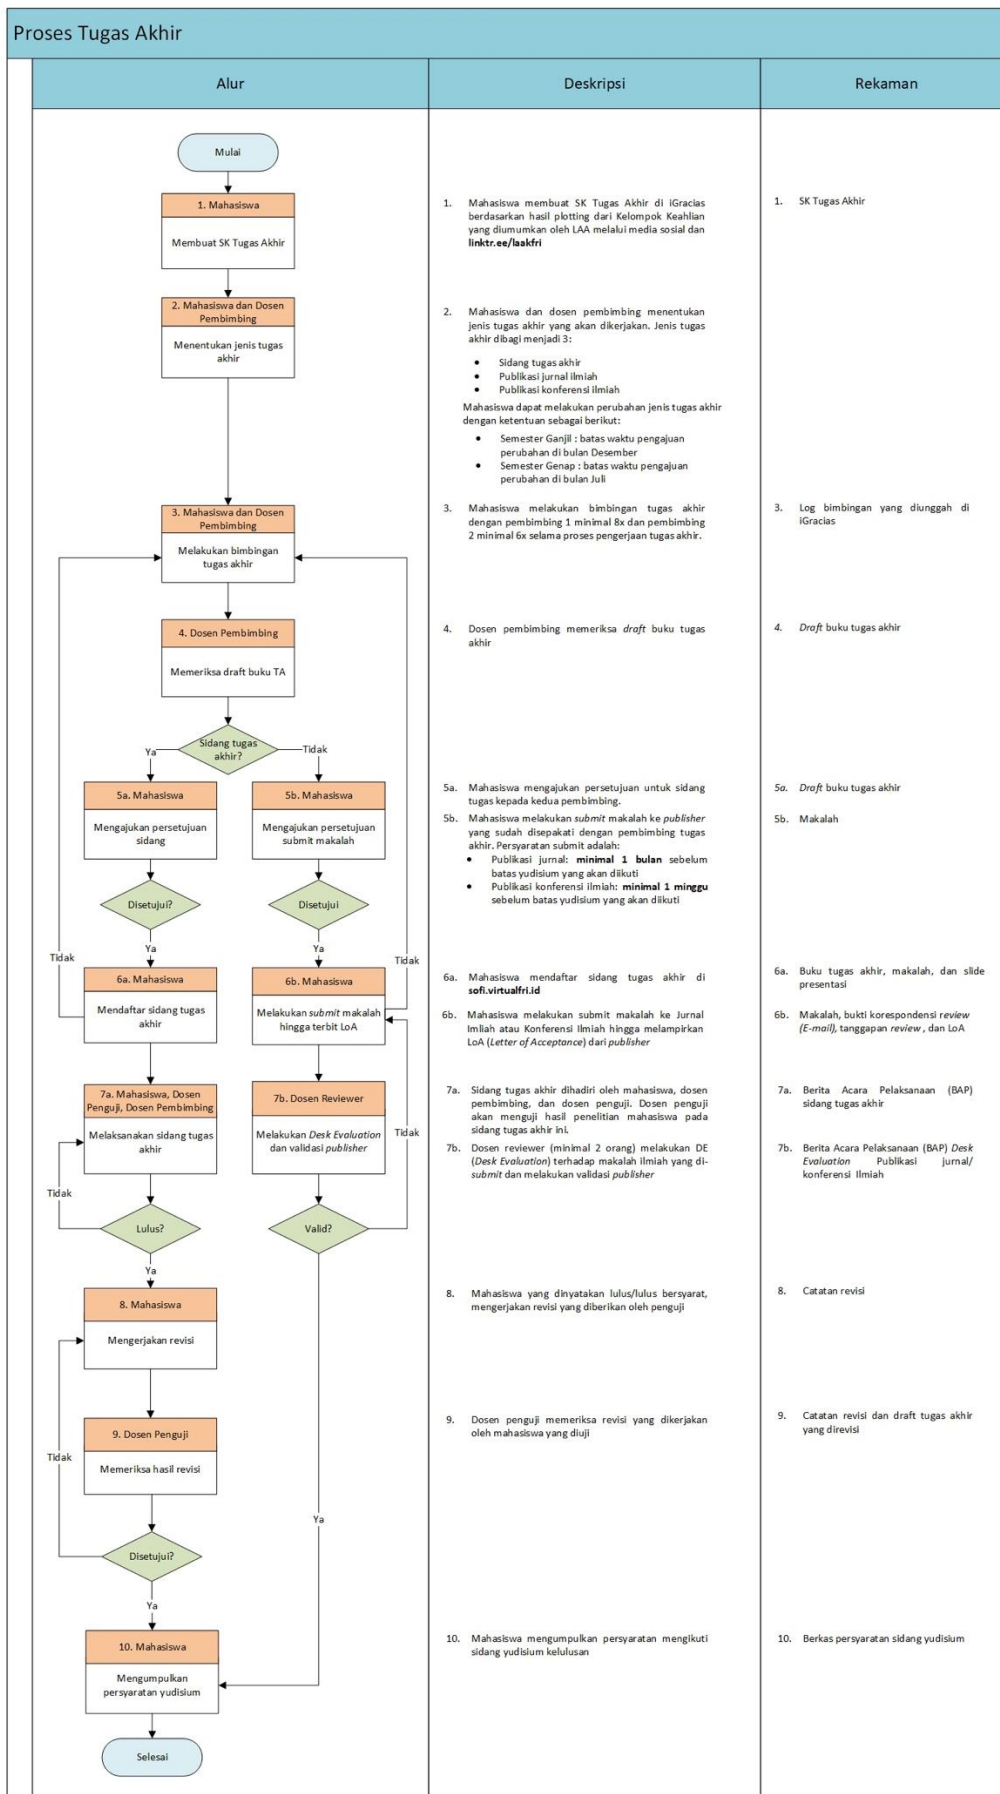 Proses Tugas Akhir
Alur
Deskripsi
Rekaman
Mulai
1. Mahasiswa
Membuat SK Tugas Akhir
1. Mahasiswa membuat SK Tugas Akhir di iGracias
berdasarkan hasil plotting dari Kelompok Keahlian
yang diumumkan oleh LAA melalui media sosial dan
linktr.ee/laakfri
1. SK Tugas Akhir
2. Mahasiswa dan Dosen
Pembimbing
Menentukan jenis tugas
akhir
2. Mahasiswa dan dosen pembimbing menentukan
jenis tugas akhir yang akan dikerjakan. Jenis tugas
akhir dibagi menjadi 3:
• Sidang tugas akhir
• Publikasi jurnal ilmiah
• Publikasi konferensi ilmiah
Mahasiswa dapat melakukan perubahan jenis tugas akhir
dengan ketentuan sebagai berikut:
• Semester Ganjil : batas waktu pengajuan
perubahan di bulan Desember
• Semester Genap : batas waktu pengajuan
perubahan di bulan Juli
3. Mahasiswa dan Dosen
Pembimbing
Melakukan bimbingan
tugas akhir
3. Mahasiswa melakukan bimbingan tugas akhir
dengan pembimbing 1 minimal 8x dan pembimbing
2 minimal 6x selama proses pengerjaan tugas akhir.
3. Log bimbingan yang diunggah di
iGracias
4. Dosen Pembimbing
Memeriksa draft buku TA
4. Dosen pembimbing memeriksa draft buku tugas
akhir
4. Draft buku tugas akhir
Sidang tugas
akhir?
Ya
Tidak
5a. Mahasiswa
Mengajukan persetujuan
sidang
5b. Mahasiswa
Mengajukan persetujuan
submit makalah
5a. Mahasiswa mengajukan persetujuan untuk sidang
tugas kepada kedua pembimbing.
5b. Mahasiswa melakukan submit makalah ke publisher
yang sudah disepakati dengan pembimbing tugas
akhir. Persyaratan submit adalah:
• Publikasi jurnal: minimal 1 bulan sebelum
batas yudisium yang akan diikuti
• Publikasi konferensi ilmiah: minimal 1 minggu
sebelum batas yudisium yang akan diikuti
5a. Draft buku tugas akhir
5b. Makalah
Disetujui?
Disetujui
Ya
Ya
Tidak
Tidak
6a. Mahasiswa
Mendaftar sidang tugas
akhir
6b. Mahasiswa
Melakukan submit makalah
hingga terbit LoA
6a. Mahasiswa mendaftar sidang tugas akhir di
sofi.virtualfri.id
6b. Mahasiswa melakukan submit makalah ke Jurnal
Imliah atau Konferensi Ilmiah hingga melampirkan
LoA (Letter of Acceptance) dari publisher
6a. Buku tugas akhir, makalah, dan slide
presentasi
6b. Makalah, bukti korespondensi review
(E-mail), tanggapan review , dan LoA
7a. Mahasiswa, Dosen
Penguji, Dosen Pembimbing
Melaksanakan sidang tugas
akhir
7b. Dosen Reviewer
Melakukan Desk Evaluation
dan validasi publisher
Tidak
7a. Sidang tugas akhir dihadiri oleh mahasiswa, dosen
pembimbing, dan dosen penguji. Dosen penguji
akan menguji hasil penelitian mahasiswa pada
sidang tugas akhir ini.
7b. Dosen reviewer (minimal 2 orang) melakukan DE
(Desk Evaluation) terhadap makalah ilmiah yang di-
submit dan melakukan validasi publisher
7a. Berita Acara Pelaksanaan (BAP)
sidang tugas akhir
7b. Berita Acara Pelaksanaan (BAP) Desk
Evaluation Publikasi jurnal/
konferensi Ilmiah
Tidak
Lulus?
Valid?
Ya
8. Mahasiswa
Mengerjakan revisi
8. Mahasiswa yang dinyatakan lulus/lulus bersyarat,
mengerjakan revisi yang diberikan oleh penguji
8. Catatan revisi
9. Dosen Penguji
Memeriksa hasil revisi
9. Dosen penguji memeriksa revisi yang dikerjakan
oleh mahasiswa yang diuji
9. Catatan revisi dan draft tugas akhir
yang direvisi
Tidak
Ya
Disetujui?
Ya
10. Mahasiswa
Mengumpulkan
persyaratan yudisium
10. Mahasiswa mengumpulkan persyaratan mengikuti
sidang yudisium kelulusan
10. Berkas persyaratan sidang yudisium
Selesai